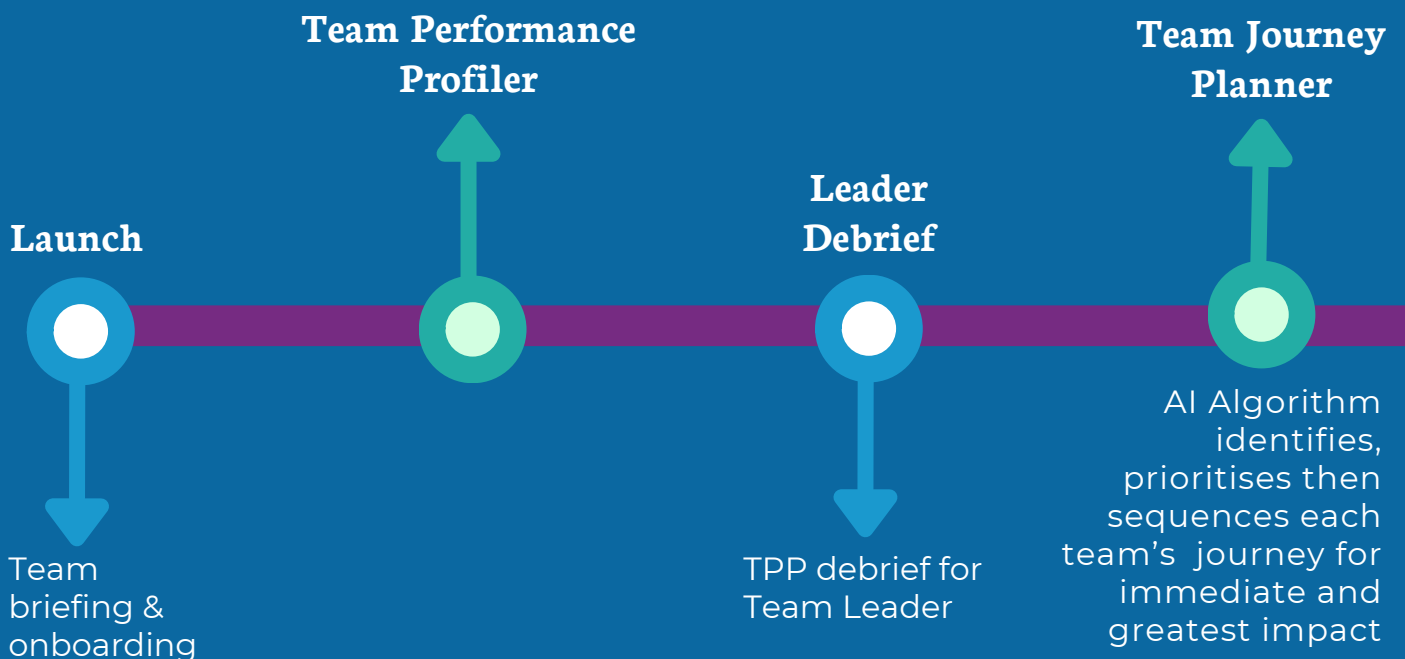 Launch
Team
briefing &
onboarding
Team Performance
Profiler
Leader
Debrief
TPP debrief for
Team Leader
Team Journey
Planner
AI Algorithm
identifies,
prioritises then
sequences each
team's  journey for
immediate and
greatest impact